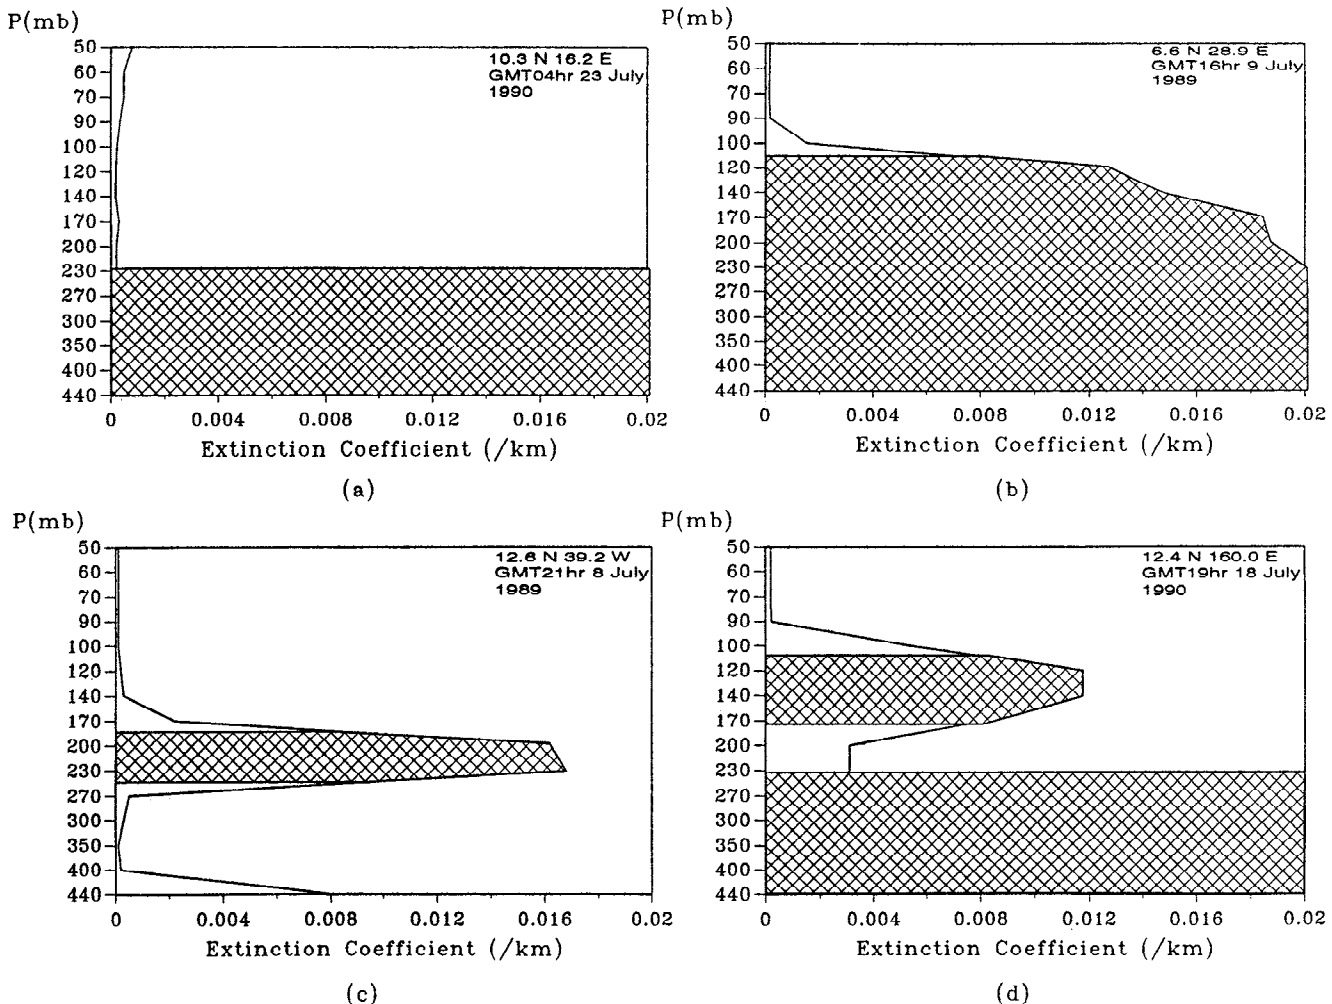 P(mb)
50
60
70
90
100
120
140
170
200
230
270
300
350
400
440
10.3 N 16.2 E
GMT04hr 23 July
1990
0 0.004 0.008 0.012 0.016 0.02
Extinction Coefficient (/km)
(a)
P(mb)
50
60
70
90
100
120
140
170
200
230
270
300
350
400
440
6.6 N 28.9 E
GMT16hr 9 July
1989
0 0.004 0.008 0.012 0.016 0.02
Extinction Coefficient (/km)
(b)
P(mb)
50
60
70
90
100
120
140
170
200
230
270
300
350
400
440
12.6 N 39.2 W
GMT21hr 8 July
1989
0 0.004 0.008 0.012 0.016 0.02
Extinction Coefficient (/km)
(c)
P(mb)
50
60
70
90
100
120
140
170
200
230
270
300
350
400
440
12.4 N 160.0 E
GMT19hr 18 July
1990
0 0.004 0.008 0.012 0.016 0.02
Extinction Coefficient (/km)
(d)